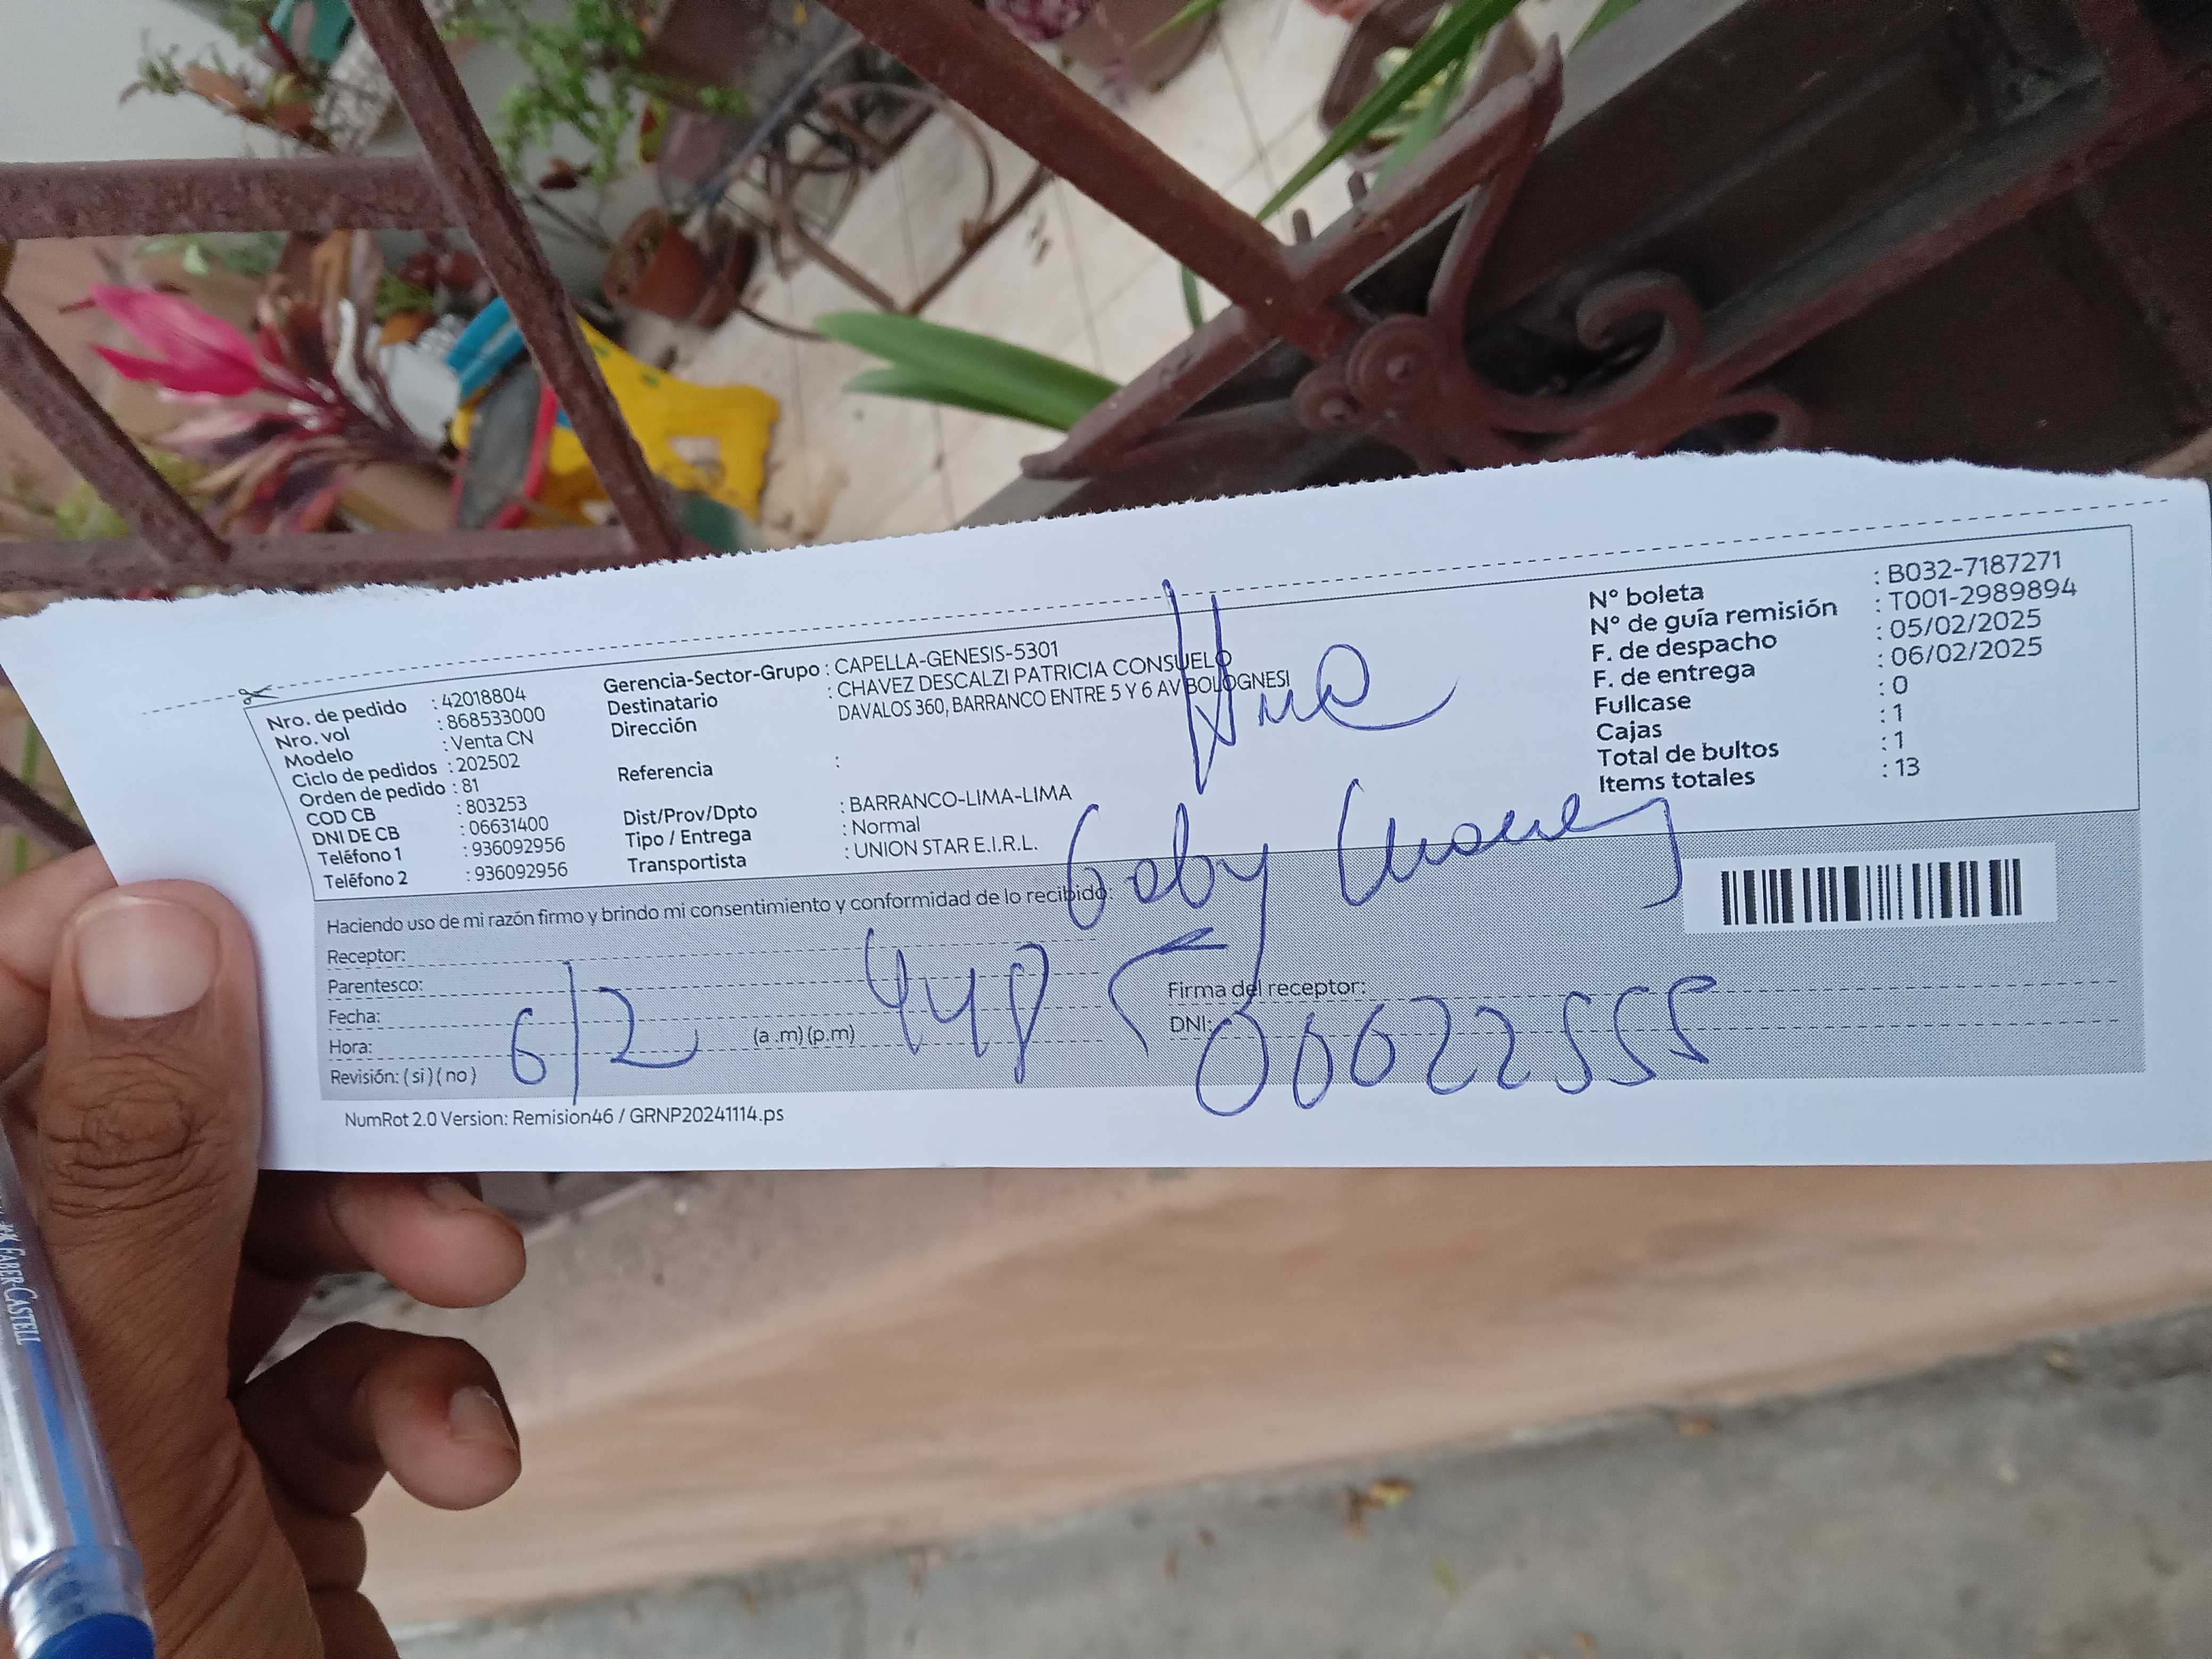 Nro. de pedido : 42018804
Nro. vol : 868533000
Modelo : Venta CN
Ciclo de pedidos : 202502
Orden de pedido : 81
COD CB : 803253
DNI DE CB : 06631400
Teléfono 1 : 936092956
Teléfono 2 : 936092956
Gerencia-Sector-Grupo : CAPELLA-GENESIS-5301
Destinatario : CHAVEZ DESCALZI PATRICIA CONSUELO
Dirección DAVALOS 360, BARRANCO ENTRE 5 Y 6 AV BOLOGNESI
Referencia :
Dist/Prov/Dpto : BARRANCO-LIMA-LIMA
Tipo / Entrega : Normal
Transportista : UNION STAR E.I.R.L.
N° boleta : B032-7187271
N° de guía remisión : T001-2989894
F. de despacho : 05/02/2025
F. de entrega : 06/02/2025
Fullcase : 0
Cajas : 1
Total de bultos : 1
Items totales : 13
Gaby
Haciendo uso de mi razón firmo y brindo mi consentimiento y conformidad de lo recibido:
Receptor:
Parentesco:
Fecha:
Hora: (a .m) (p.m)
Revisión: ( si ) ( no )
6/2
448
Firma del receptor:
DNI: 00022555
NumRot 2.0 Version: Remision46 / GRNP20241114.ps
FABER-CASTELL